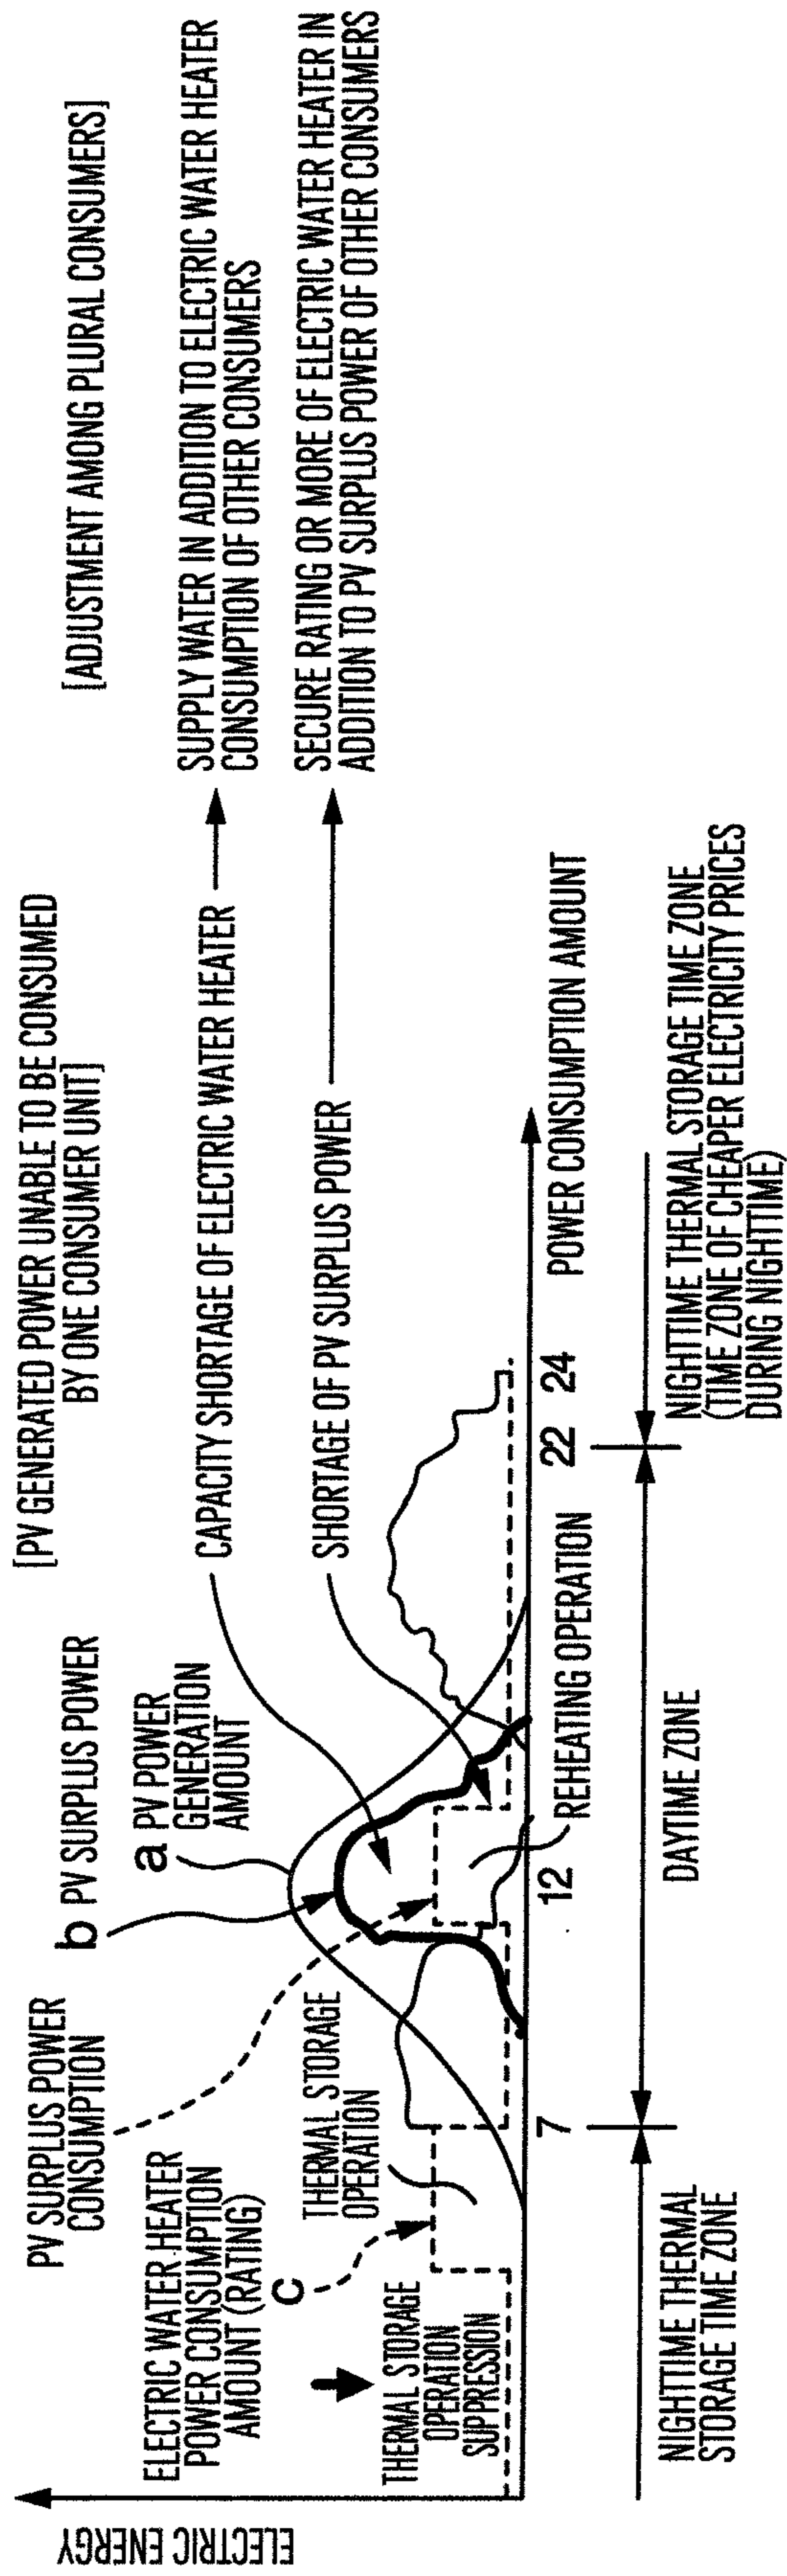 [PV GENERATED POWER UNABLE TO BE CONSUMED
BY ONE CONSUMER UNIT]
[ADJUSTMENT AMONG PLURAL CONSUMERS]
PV SURPLUS POWER
CONSUMPTION
b PV SURPLUS POWER
a PV POWER
GENERATION
AMOUNT
ELECTRIC WATER HEATER
POWER CONSUMPTION
AMOUNT (RATING)
C
CAPACITY SHORTAGE OF ELECTRIC WATER HEATER
SUPPLY WATER IN ADDITION TO ELECTRIC WATER HEATER
CONSUMPTION OF OTHER CONSUMERS
SHORTAGE OF PV SURPLUS POWER
SECURE RATING OR MORE OF ELECTRIC WATER HEATER IN
ADDITION TO PV SURPLUS POWER OF OTHER CONSUMERS
THERMAL STORAGE
OPERATION
THERMAL STORAGE
OPERATION
SUPPRESSION
ELECTRIC ENERGY
7
12
REHEATING OPERATION
22
24
POWER CONSUMPTION AMOUNT
NIGHTTIME THERMAL
STORAGE TIME ZONE
DAYTIME ZONE
NIGHTTIME THERMAL STORAGE TIME ZONE
(TIME ZONE OF CHEAPER ELECTRICITY PRICES
DURING NIGHTTIME)